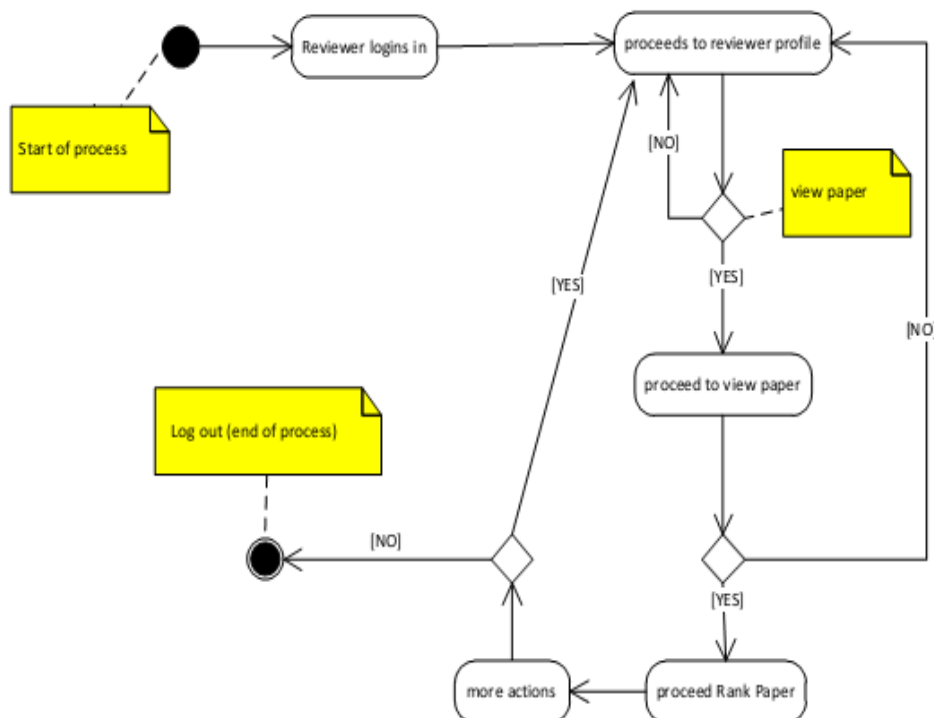 Reviewer logins in
proceeds to reviewer profile
Start of process
[NO]
view paper
[YES]
[YES]
[NO]
proceed to view paper
Log out (end of process)
[NO]
[YES]
more actions
proceed Rank Paper